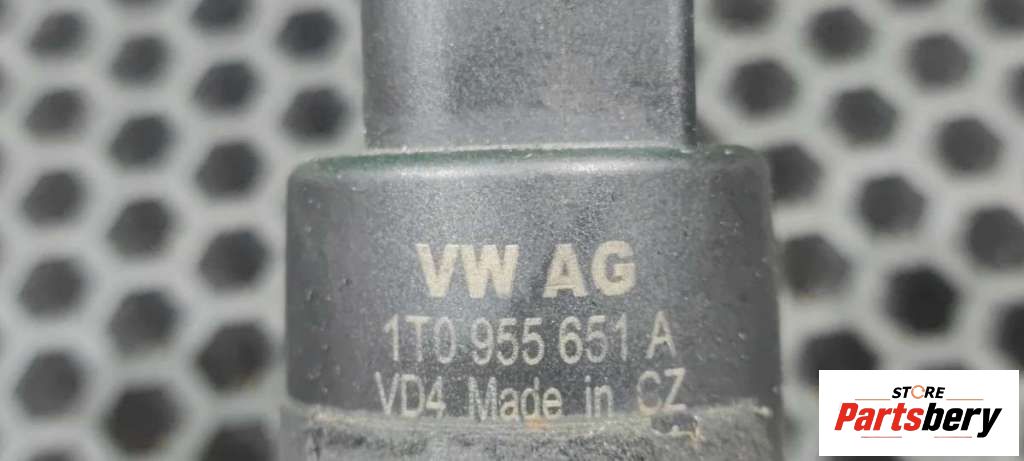 VW AG
1T0 955 651 A
VD4 Made in CZ
STORE
Partsbery